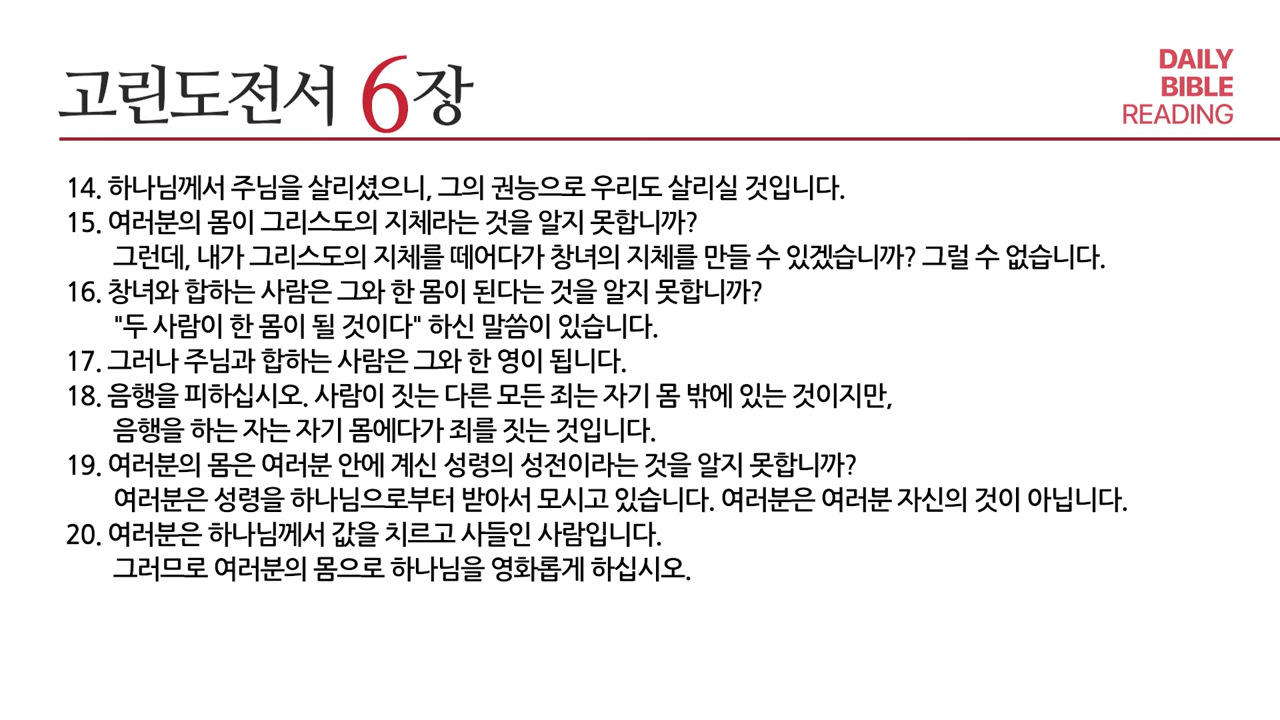 고린도전서 6장
DAILY
BIBLE
READING
14. 하나님께서 주님을 살리셨으니, 그의 권능으로 우리도 살리실 것입니다.
15. 여러분의 몸이 그리스도의 지체라는 것을 알지 못합니까?
그런데, 내가 그리스도의 지체를 떼어다가 창녀의 지체를 만들 수 있겠습니까? 그럴 수 없습니다.
16. 창녀와 합하는 사람은 그와 한 몸이 된다는 것을 알지 못합니까?
"두 사람이 한 몸이 될 것이다" 하신 말씀이 있습니다.
17. 그러나 주님과 합하는 사람은 그와 한 영이 됩니다.
18. 음행을 피하십시오. 사람이 짓는 다른 모든 죄는 자기 몸 밖에 있는 것이지만,
음행을 하는 자는 자기 몸에다가 죄를 짓는 것입니다.
19. 여러분의 몸은 여러분 안에 계신 성령의 성전이라는 것을 알지 못합니까?
여러분은 성령을 하나님으로부터 받아서 모시고 있습니다. 여러분은 여러분 자신의 것이 아닙니다.
20. 여러분은 하나님께서 값을 치르고 사들인 사람입니다.
그러므로 여러분의 몸으로 하나님을 영화롭게 하십시오.